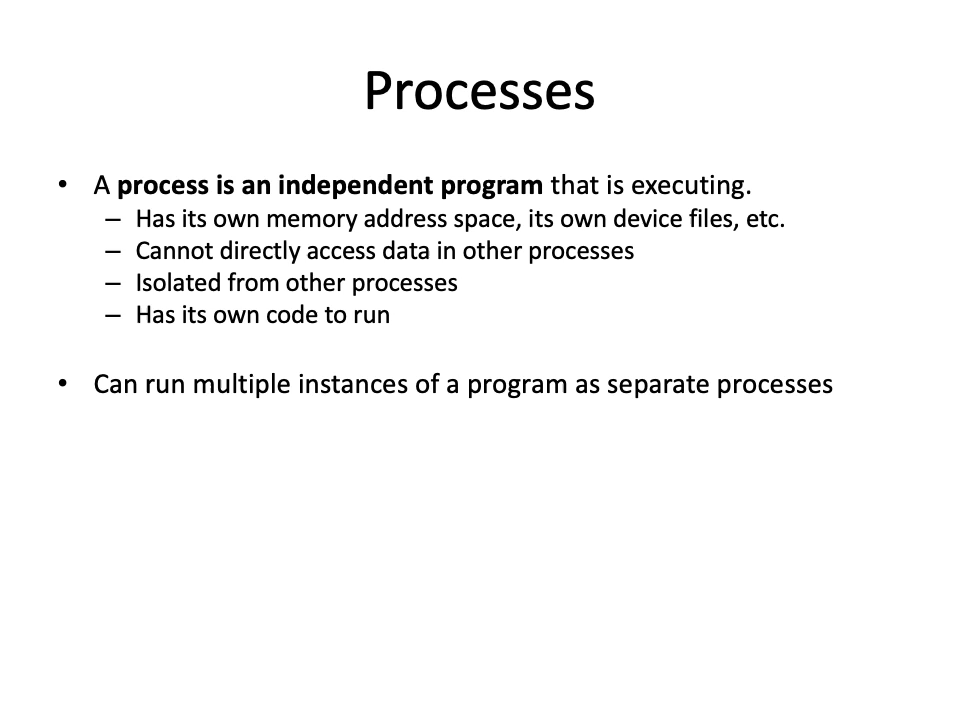 Processes
• A process is an independent program that is executing.
– Has its own memory address space, its own device files, etc.
– Cannot directly access data in other processes
– Isolated from other processes
– Has its own code to run
• Can run multiple instances of a program as separate processes